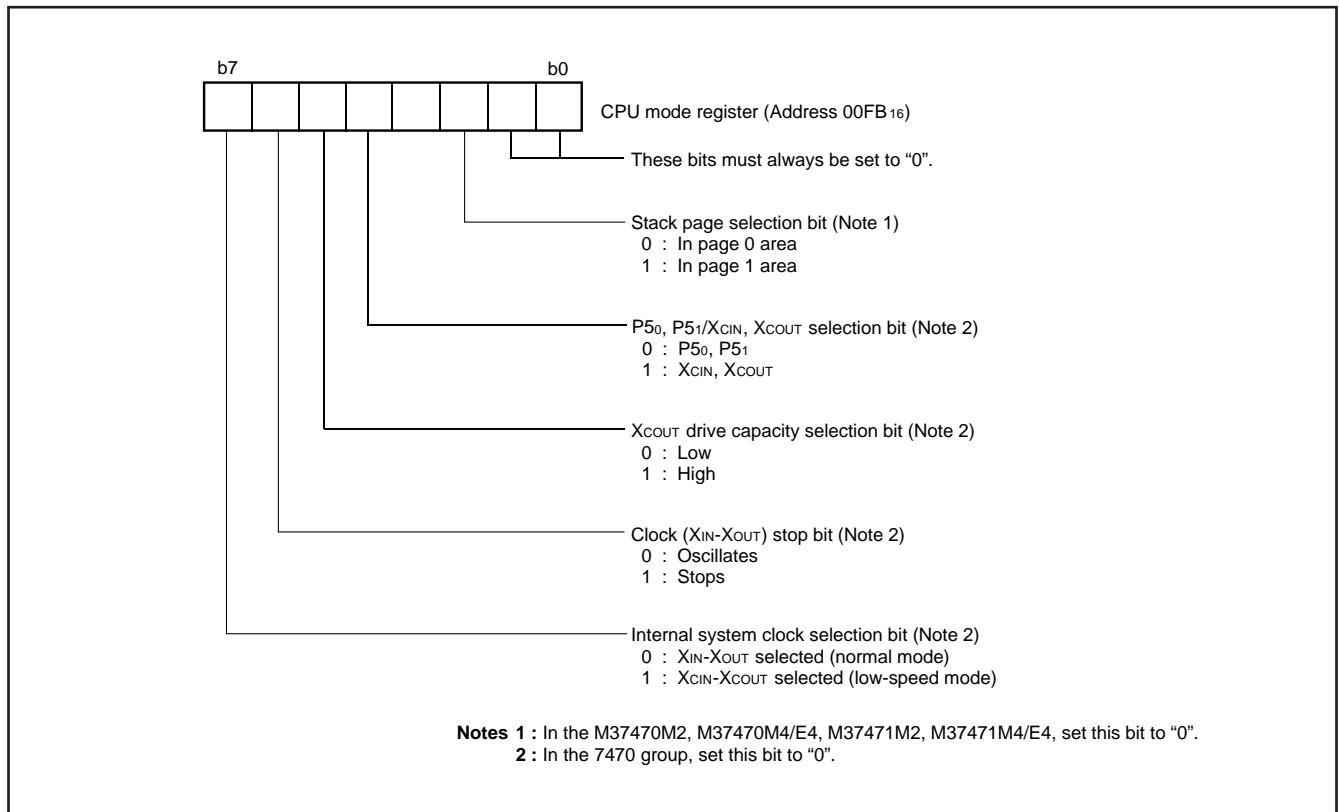 b7 b0
CPU mode register (Address 00FB16)
These bits must always be set to “0”.
Stack page selection bit (Note 1)
0 : In page 0 area
1 : In page 1 area
P50, P51/XCIN, XCOUT selection bit (Note 2)
0 : P50, P51
1 : XCIN, XCOUT
XCOUT drive capacity selection bit (Note 2)
0 : Low
1 : High
Clock (XIN-XOUT) stop bit (Note 2)
0 : Oscillates
1 : Stops
Internal system clock selection bit (Note 2)
0 : XIN-XOUT selected (normal mode)
1 : XCIN-XCOUT selected (low-speed mode)
Notes 1 : In the M37470M2, M37470M4/E4, M37471M2, M37471M4/E4, set this bit to “0”.
2 : In the 7470 group, set this bit to “0”.